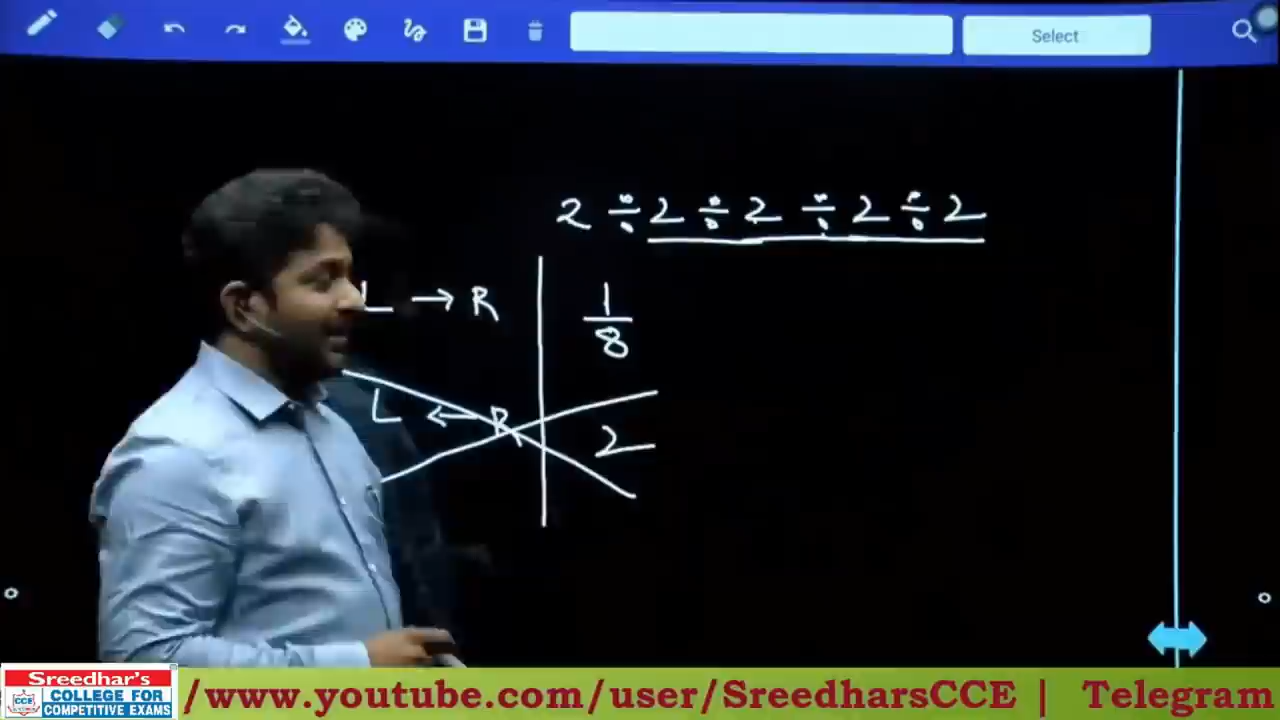 Select
2 ÷ 2 ÷ 2 ÷ 2 ÷ 2
L → R
1/8
L ← R
2
Sreedhar's
CCE
COLLEGE FOR
COMPETITIVE EXAMS
/www.youtube.com/user/SreedharsCCE | Telegram